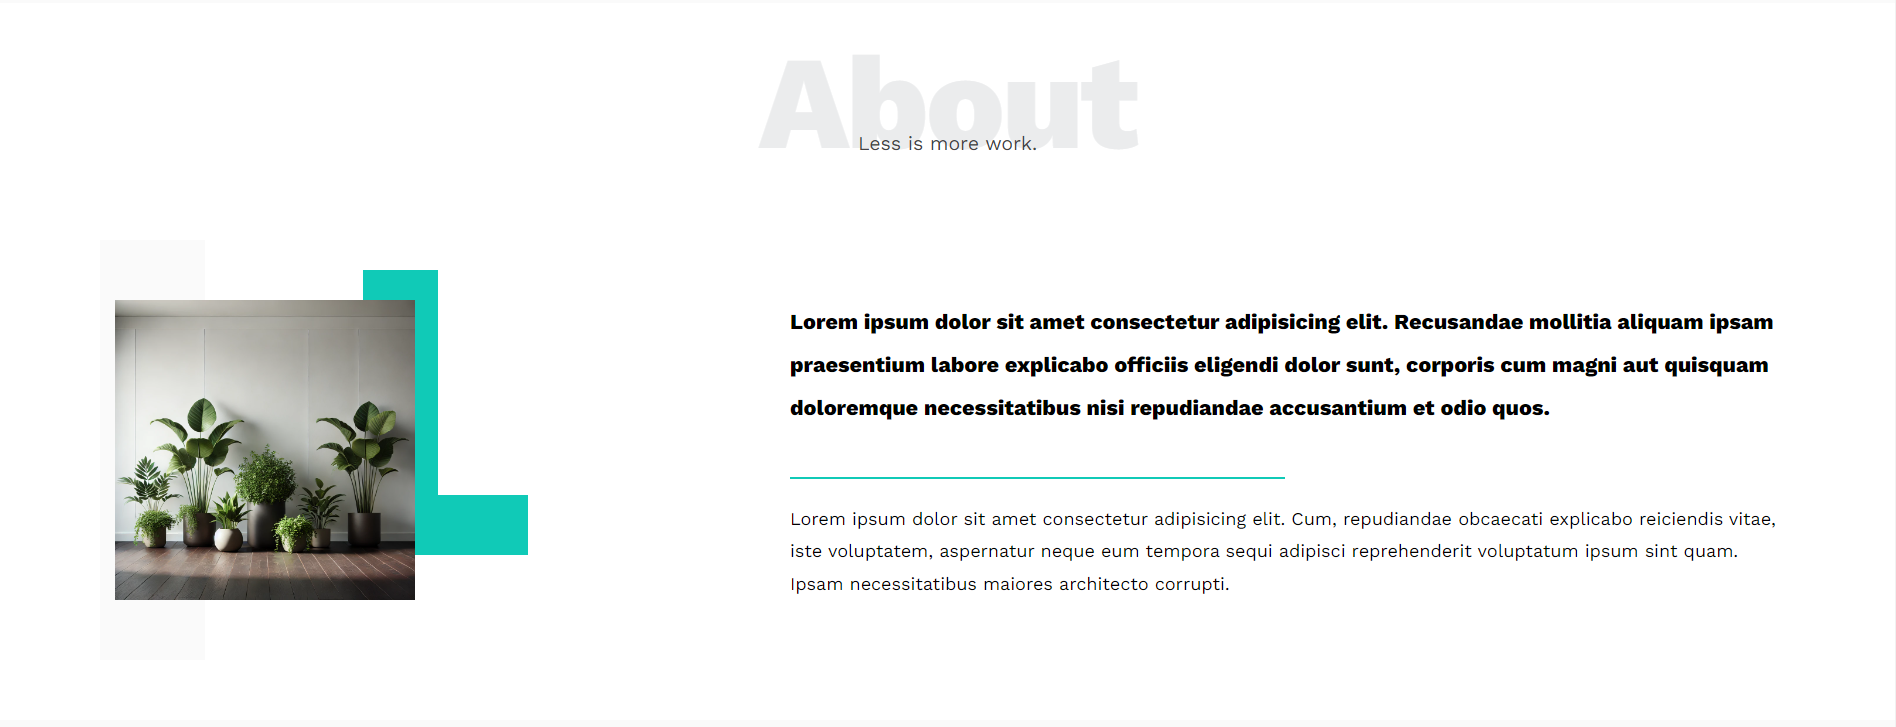 About
Less is more work.
Lorem ipsum dolor sit amet consectetur adipisicing elit. Recusandae mollitia aliquam ipsam
praesentium labore explicabo officiis eligendi dolor sunt, corporis cum magni aut quisquam
doloremque necessitatibus nisi repudiandae accusantium et odio quos.
Lorem ipsum dolor sit amet consectetur adipisicing elit. Cum, repudiandae obcaecati explicabo reiciendis vitae,
iste voluptatem, aspernatur neque eum tempora sequi adipisci reprehenderit voluptatum ipsum sint quam.
Ipsam necessitatibus maiores architecto corrupti.